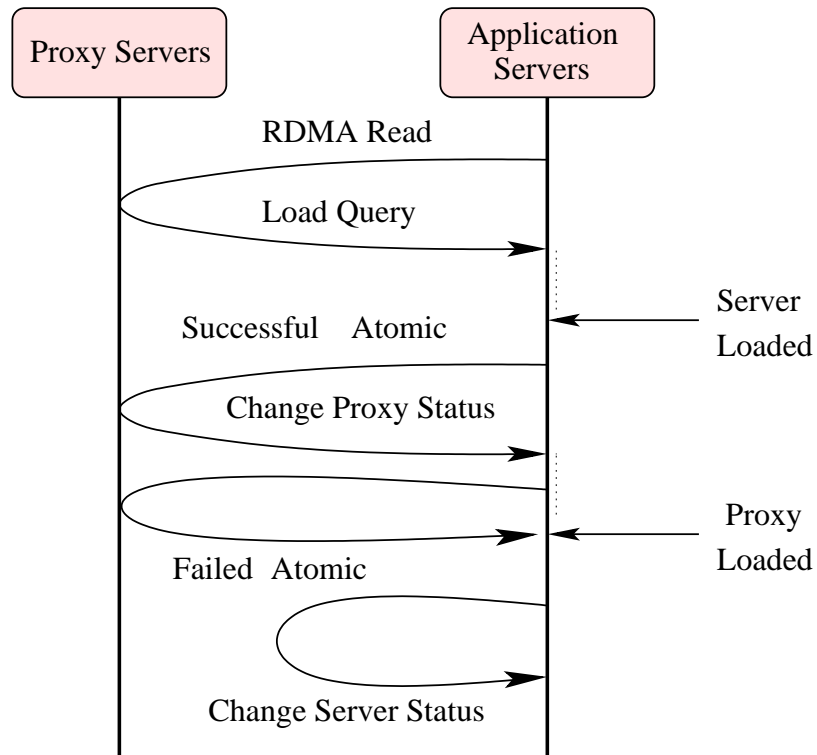 Proxy Servers
Application
Servers
RDMA Read
Load Query
Server
Loaded
Successful Atomic
Change Proxy Status
Proxy
Loaded
Failed Atomic
Change Server Status